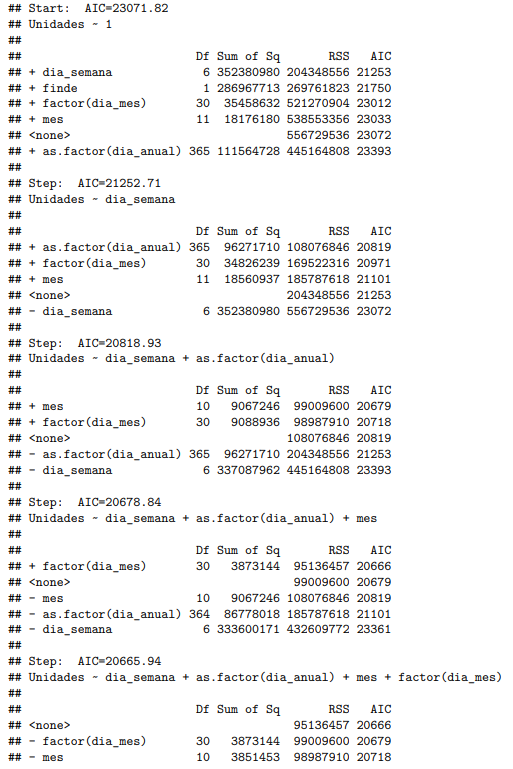 ## Start:  AIC=23071.82
## Unidades ~ 1
##
##                        Df Sum of Sq       RSS   AIC
## + dia_semana            6 352380980 204348556 21253
## + finde                 1 286967713 269761823 21750
## + factor(dia_mes)      30  35458632 521270904 23012
## + mes                  11  18176180 538553356 23033
## <none>                              556729536 23072
## + as.factor(dia_anual) 365 111564728 445164808 23393
##
## Step:  AIC=21252.71
## Unidades ~ dia_semana
##
##                        Df Sum of Sq       RSS   AIC
## + as.factor(dia_anual) 365  96271710 108076846 20819
## + factor(dia_mes)      30  34826239 169522316 20971
## + mes                  11  18560937 185787618 21101
## <none>                              204348556 21253
## - dia_semana            6 352380980 556729536 23072
##
## Step:  AIC=20818.93
## Unidades ~ dia_semana + as.factor(dia_anual)
##
##                        Df Sum of Sq       RSS   AIC
## + mes                  10   9067246  99009600 20679
## + factor(dia_mes)      30   9088936  98987910 20718
## <none>                              108076846 20819
## - as.factor(dia_anual) 365  96271710 204348556 21253
## - dia_semana            6 337087962 445164808 23393
##
## Step:  AIC=20678.84
## Unidades ~ dia_semana + as.factor(dia_anual) + mes
##
##                        Df Sum of Sq       RSS   AIC
## + factor(dia_mes)      30   3873144  95136457 20666
## <none>                               99009600 20679
## - mes                  10   9067246 108076846 20819
## - as.factor(dia_anual) 364  86778018 185787618 21101
## - dia_semana            6 333600171 432609772 23361
##
## Step:  AIC=20665.94
## Unidades ~ dia_semana + as.factor(dia_anual) + mes + factor(dia_mes)
##
##                        Df Sum of Sq       RSS   AIC
## <none>                               95136457 20666
## - factor(dia_mes)      30   3873144  99009600 20679
## - mes                  10   3851453  98987910 20718